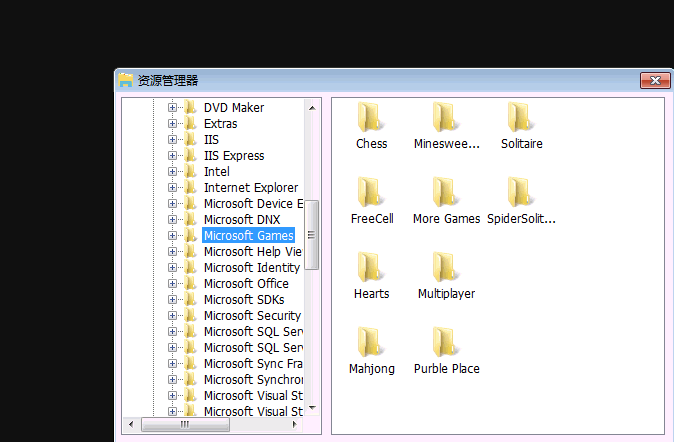 资源管理器
DVD Maker
Extras
IIS
IIS Express
Intel
Internet Explorer
Microsoft Device E
Microsoft DNX
Microsoft Games
Microsoft Help Vie
Microsoft Identity
Microsoft Office
Microsoft SDKs
Microsoft Security
Microsoft SQL Serv
Microsoft SQL Serv
Microsoft Sync Fra
Microsoft Synchror
Microsoft Visual St
Microsoft Visual St
Chess Mineswee... Solitaire
FreeCell More Games SpiderSolit...
Hearts Multiplayer
Mahjong Purble Place